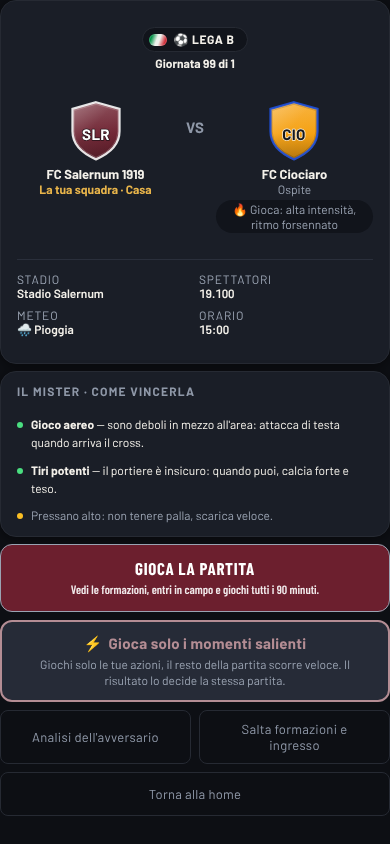 ⚽ LEGA B
Giornata 99 di 1
SLR
VS
CIO
FC Salernum 1919
La tua squadra · Casa
FC Ciociaro
Ospite
🔥 Gioca: alta intensità,
ritmo forsennato
STADIO
Stadio Salernum
SPETTATORI
19.100
METEO
🌧️ Pioggia
ORARIO
15:00
IL MISTER · COME VINCERLA
Gioco aereo — sono deboli in mezzo all'area: attacca di testa
quando arriva il cross.
Tiri potenti — il portiere è insicuro: quando puoi, calcia forte e
teso.
Pressano alto: non tenere palla, scarica veloce.
GIOCA LA PARTITA
Vedi le formazioni, entri in campo e giochi tutti i 90 minuti.
⚡ Gioca solo i momenti salienti
Giochi solo le tue azioni, il resto della partita scorre veloce. Il
risultato lo decide la stessa partita.
Analisi dell'avversario
Salta formazioni e
ingresso
Torna alla home